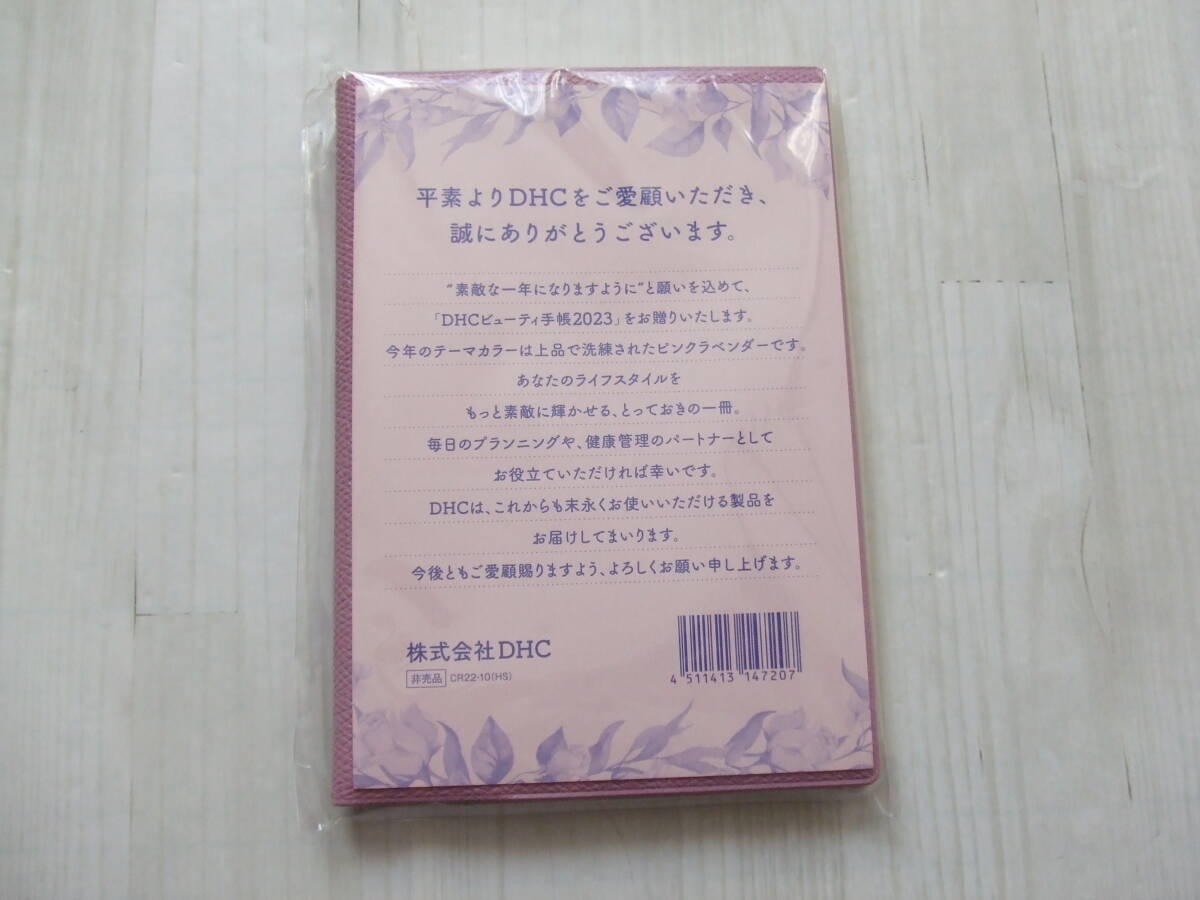 平素よりDHCをご愛顧いただき、
誠にありがとうございます。
“素敵な一年になりますように”と願いを込めて、
「DHCビューティ手帳2023」をお贈りいたします。
今年のテーマカラーは上品で洗練されたピンクラベンダーです。
あなたのライフスタイルを
もっと素敵に輝かせる、とっておきの一冊。
毎日のプランニングや、健康管理のパートナーとして
お役立ていただければ幸いです。
DHCは、これからも末永くお使いいただける製品を
お届けしてまいります。
今後ともご愛顧賜りますよう、よろしくお願い申し上げます。
株式会社DHC
非売品 CR22-10(HS)
4 511413 147207